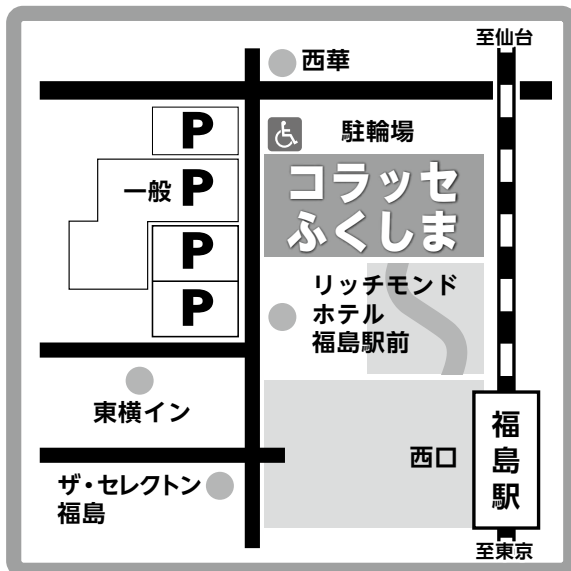 至仙台
西華
P
駐輪場
一般 P
コラッセ
ふくしま
P
P
リッチモンド
ホテル
福島駅前
東横イン
西口
福島駅
ザ・セレクトン
福島
至東京